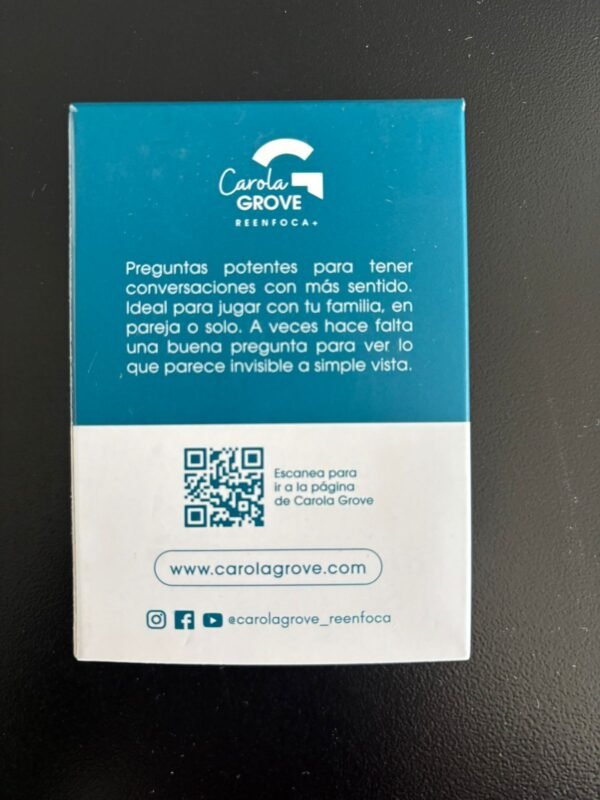 Carola
GROVE
REENFOCA+
Preguntas potentes para tener
conversaciones con más sentido.
Ideal para jugar con tu familia, en
pareja o solo. A veces hace falta
una buena pregunta para ver lo
que parece invisible a simple vista.
Escanea para
ir a la página
de Carola Grove
www.carolagrove.com
@carolagrove_reenfoca